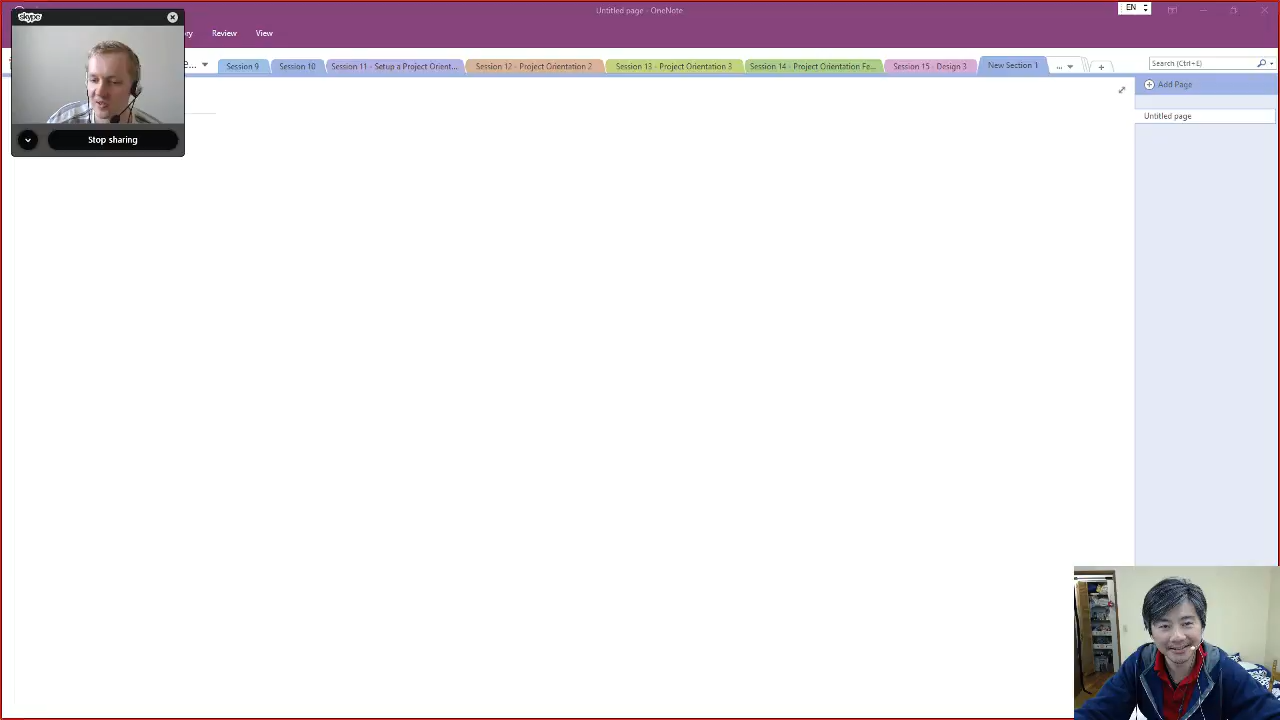 Untitled page - OneNote
EN
skype
ry
Review
View
e...
Session 9
Session 10
Session 11 - Setup a Project Orient...
Session 12 - Project Orientation 2
Session 13 - Project Orientation 3
Session 14 - Project Orientation Fe...
Session 15 - Design 3
New Section 1
...
Search (Ctrl+E)
Add Page
Untitled page
Stop sharing